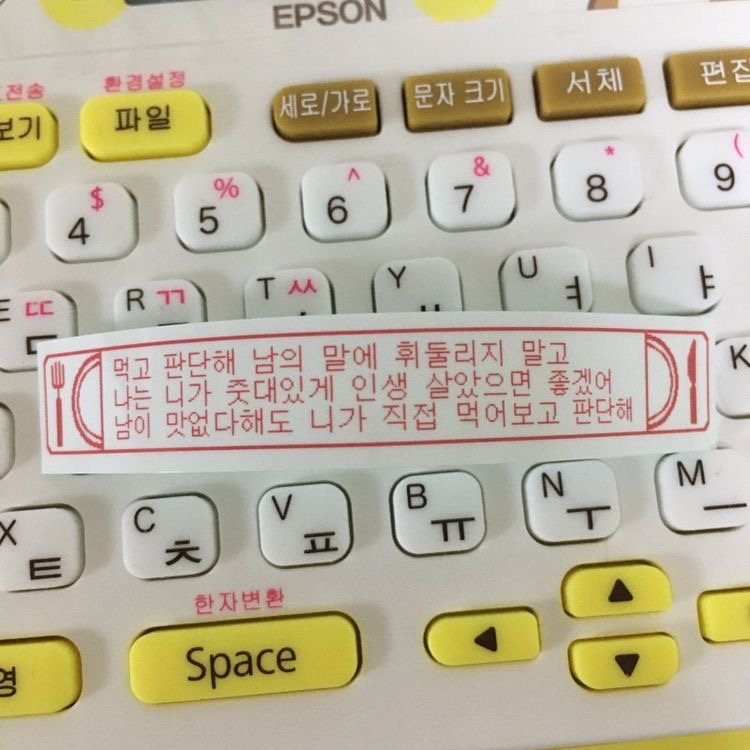 EPSON
전송
환경설정
보기
파일
세로/가로
문자 크기
서체
편집
$
4
%
5
^
6
&
7
*
8
(
9
E ㄸ
ㄷ
R ㄲ
T ㅆ
Y
U
ㅕ
I
ㅑ
K
먹고 판단해 남의 말에 휘둘리지 말고
나는 니가 줏대있게 인생 살았으면 좋겠어
남이 맛없다해도 니가 직접 먹어보고 판단해
X
ㅌ
C
ㅊ
V
ㅍ
B
ㅠ
N
ㅜ
M
ㅡ
한자변환
Space
◀
▲
▼